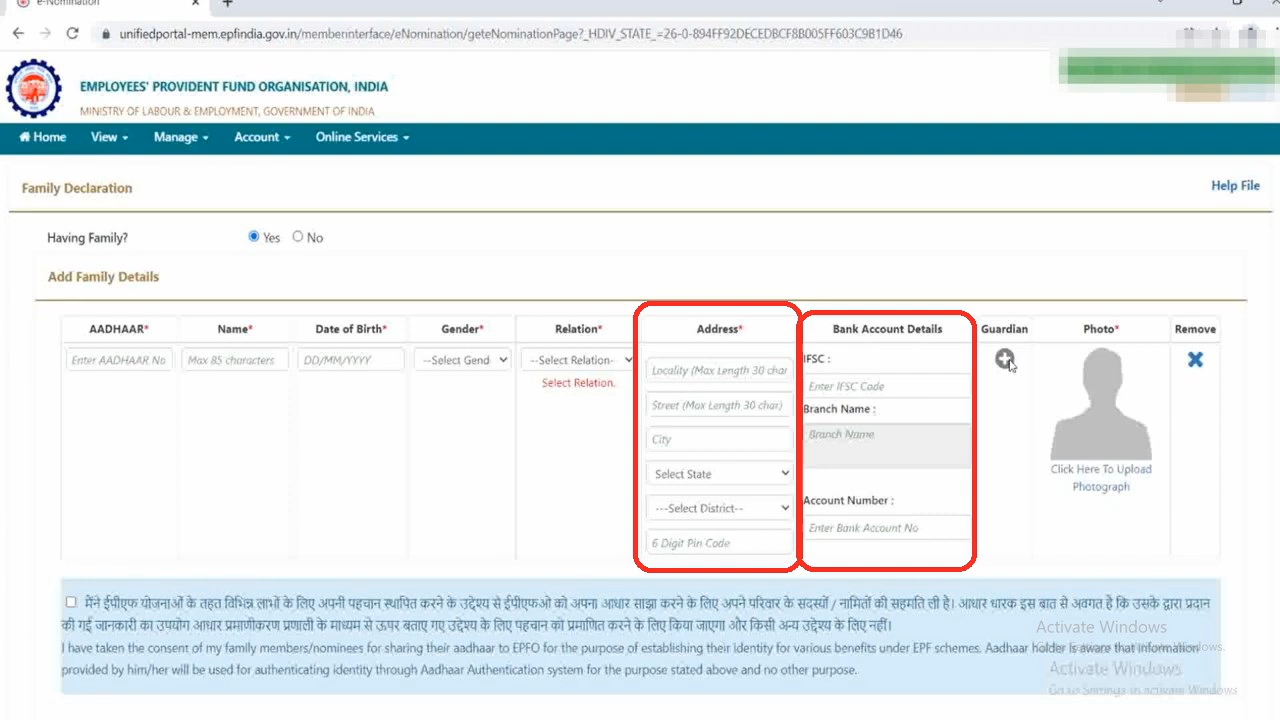 e-Nomination
unifiedportal-mem.epfindia.gov.in/memberinterface/eNomination/geteNominationPage?_HDIV_STATE_=26-0-894FF92DECEDBCF8B005FF603C981D46
EMPLOYEES' PROVIDENT FUND ORGANISATION, INDIA
MINISTRY OF LABOUR & EMPLOYMENT, GOVERNMENT OF INDIA
Home View Manage Account Online Services
Family Declaration
Help File
Having Family? Yes No
Add Family Details
AADHAAR* Name* Date of Birth* Gender* Relation* Address* Bank Account Details Guardian Photo* Remove
Enter AADHAAR No Max 85 characters DD/MM/YYYY --Select Gend --Select Relation-
Select Relation.
Locality (Max Length 30 char
Street (Max Length 30 char)
City
Select State
---Select District--
6 Digit Pin Code
IFSC :
Enter IFSC Code
Branch Name :
Branch Name
Account Number :
Enter Bank Account No
Click Here To Upload
Photograph
मैंने ईपीएफ योजनाओं के तहत विभिन्न लाभों के लिए अपनी पहचान स्थापित करने के उद्देश्य से ईपीएफओ को अपना आधार साझा करने के लिए अपने परिवार के सदस्यों / नामितों की सहमति ली है। आधार धारक इस बात से अवगत है कि उसके द्वारा प्रदान
की गई जानकारी का उपयोग आधार प्रमाणीकरण प्रणाली के माध्यम से ऊपर बताए गए उद्देश्य के लिए पहचान को प्रमाणित करने के लिए किया जाएगा और किसी अन्य उद्देश्य के लिए नहीं।
I have taken the consent of my family members/nominees for sharing their aadhaar to EPFO for the purpose of establishing their identity for various benefits under EPF schemes. Aadhaar holder is aware that information
provided by him/her will be used for authenticating identity through Aadhaar Authentication system for the purpose stated above and no other purpose.
Activate Windows
Activate Windows
Go to Settings to activate Windows